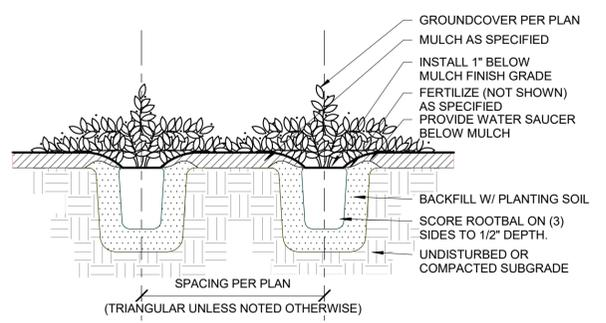 GROUNDCOVER PER PLAN
MULCH AS SPECIFIED
INSTALL 1" BELOW
MULCH FINISH GRADE
FERTILIZE (NOT SHOWN)
AS SPECIFIED
PROVIDE WATER SAUCER
BELOW MULCH
BACKFILL W/ PLANTING SOIL
SCORE ROOTBAL ON (3)
SIDES TO 1/2" DEPTH.
UNDISTURBED OR
COMPACTED SUBGRADE
SPACING PER PLAN
(TRIANGULAR UNLESS NOTED OTHERWISE)